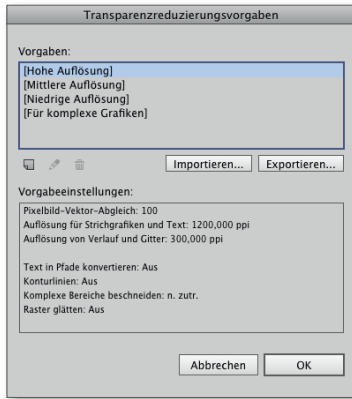 Transparenzreduzierungsvorgaben
Vorgaben:
[Hohe Auflösung]
[Mittlere Auflösung]
[Niedrige Auflösung]
[Für komplexe Grafiken]
Importieren... Exportieren...
Vorgabeeinstellungen:
Pixelbild-Vektor-Abgleich: 100
Auflösung für Strichgrafiken und Text: 1200,000 ppi
Auflösung von Verlauf und Gitter: 300,000 ppi
Text in Pfade konvertieren: Aus
Konturlinien: Aus
Komplexe Bereiche beschneiden: n. zutr.
Raster glätten: Aus
Abbrechen OK